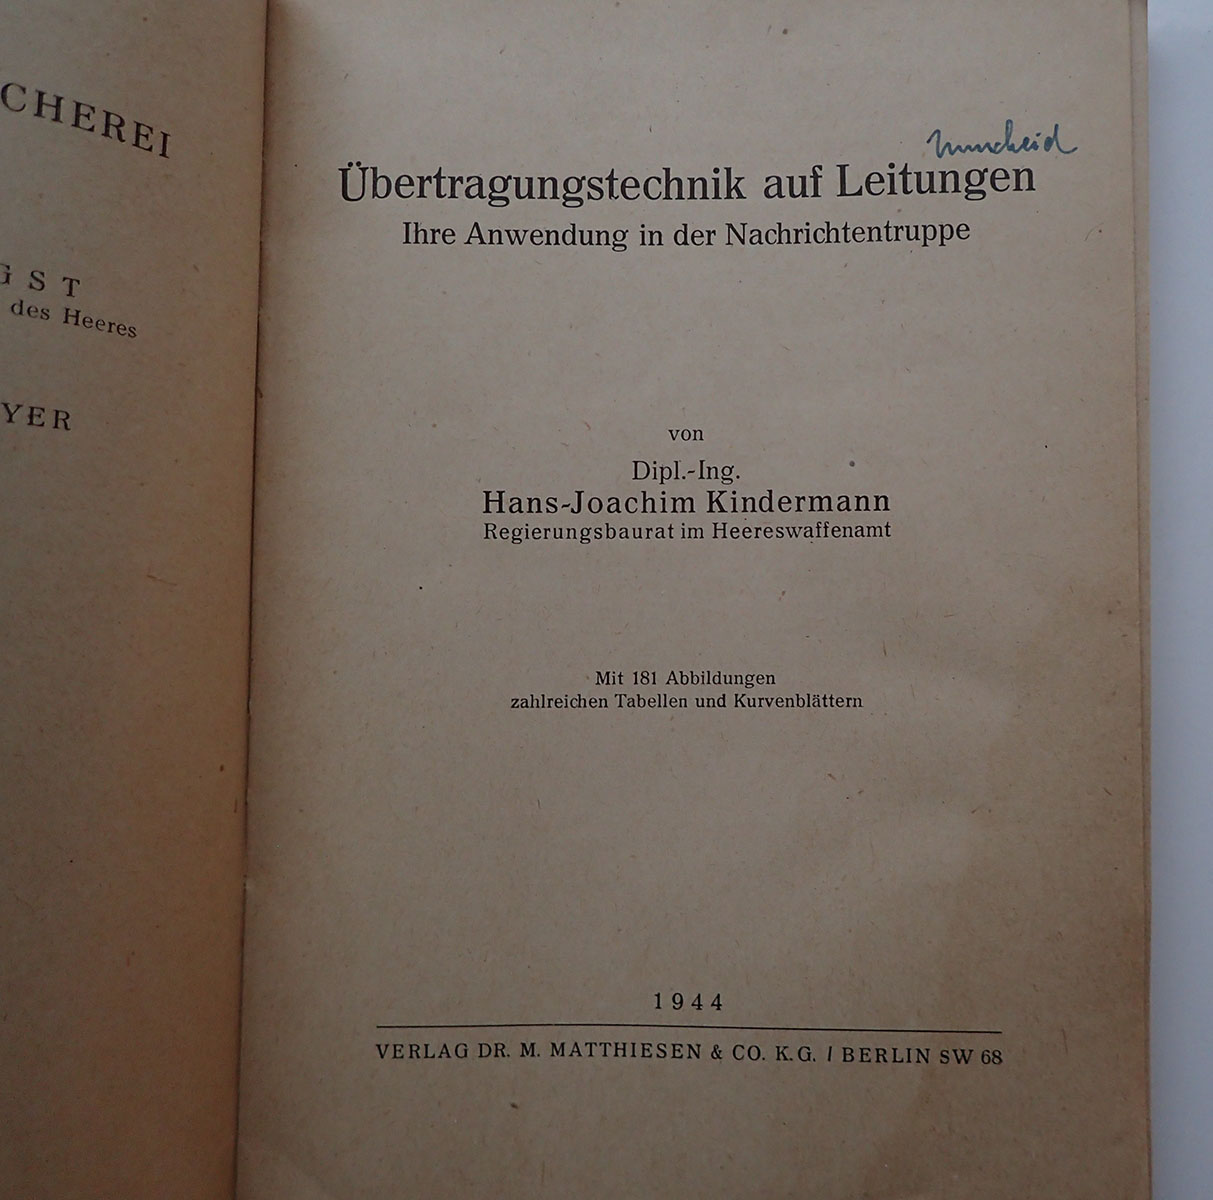 CHEREI
GST
des Heeres
YER
Übertragungstechnik auf Leitungen
Ihre Anwendung in der Nachrichtentruppe
von
Dipl.-Ing.
Hans-Joachim Kindermann
Regierungsbaurat im Heereswaffenamt
Mit 181 Abbildungen
zahlreichen Tabellen und Kurvenblättern
1944
VERLAG DR. M. MATTHIESEN & CO. K.G. / BERLIN SW 68